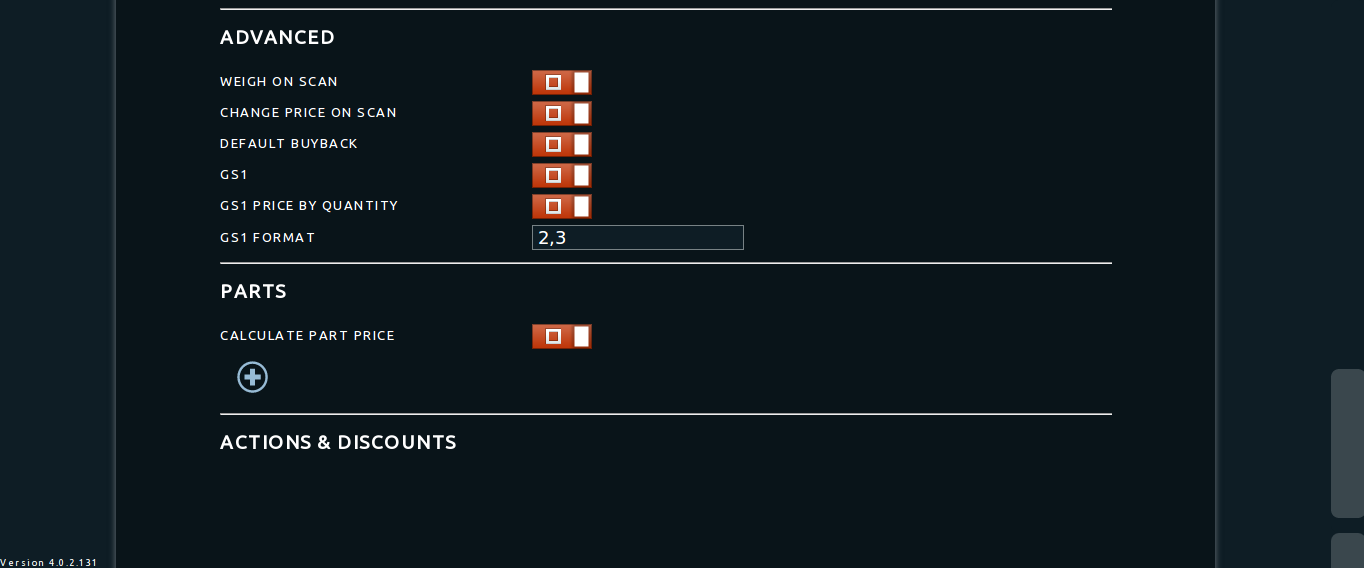 ADVANCED
WEIGH ON SCAN
CHANGE PRICE ON SCAN
DEFAULT BUYBACK
GS1
GS1 PRICE BY QUANTITY
GS1 FORMAT 2,3
PARTS
CALCULATE PART PRICE
ACTIONS & DISCOUNTS
Version 4.0.2.131